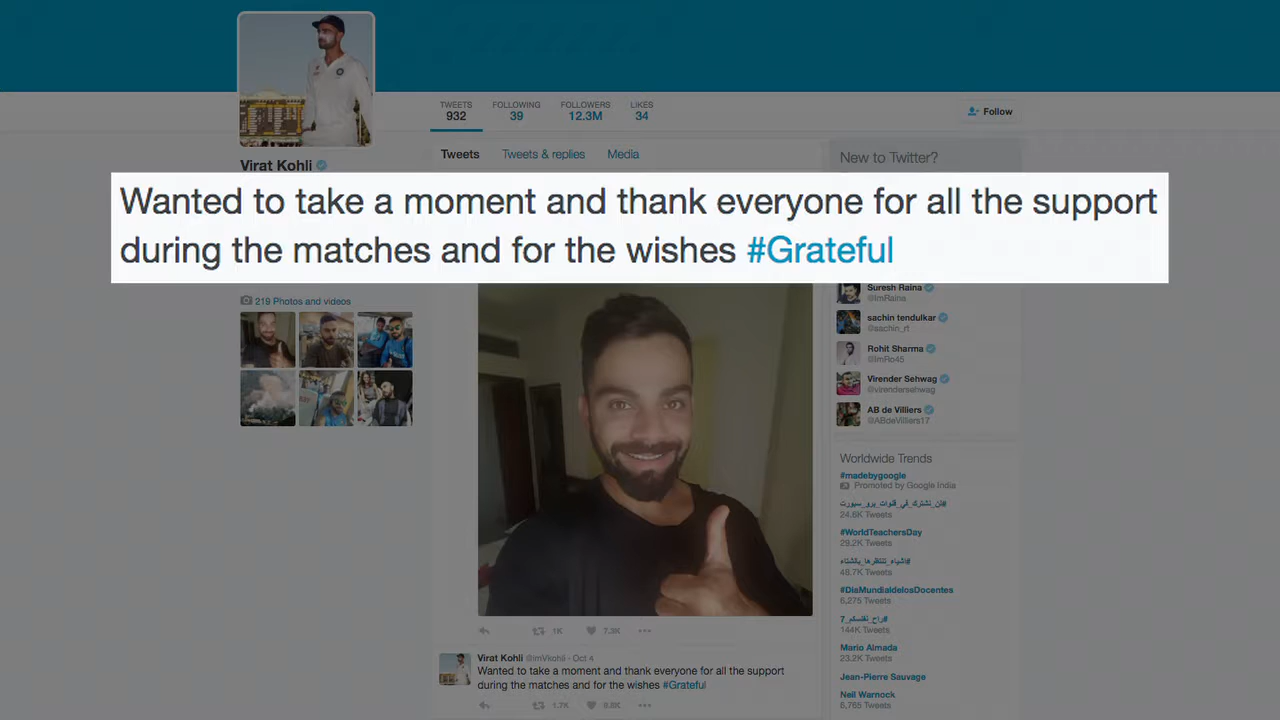 TWEETS FOLLOWING FOLLOWERS LIKES
932 39 12.3M 34
Follow
Virat Kohli
Tweets Tweets & replies Media
New to Twitter?
Wanted to take a moment and thank everyone for all the support
during the matches and for the wishes #Grateful
219 Photos and videos
Suresh Raina
@ImRaina
sachin tendulkar
@sachin_rt
Rohit Sharma
@ImRo45
Virender Sehwag
@virendersehwag
AB de Villiers
@ABdeVilliers17
Worldwide Trends
#madebygoogle
Promoted by Google India
24.6K Tweets
#WorldTeachersDay
29.2K Tweets
48.7K Tweets
#DiaMundialdelosDocentes
6,275 Tweets
144K Tweets
Mario Almada
23.2K Tweets
Jean-Pierre Sauvage
Neil Warnock
6,765 Tweets
1K 7.3K
Virat Kohli @imVkohli · Oct 4
Wanted to take a moment and thank everyone for all the support
during the matches and for the wishes #Grateful
1.7K 9.8K